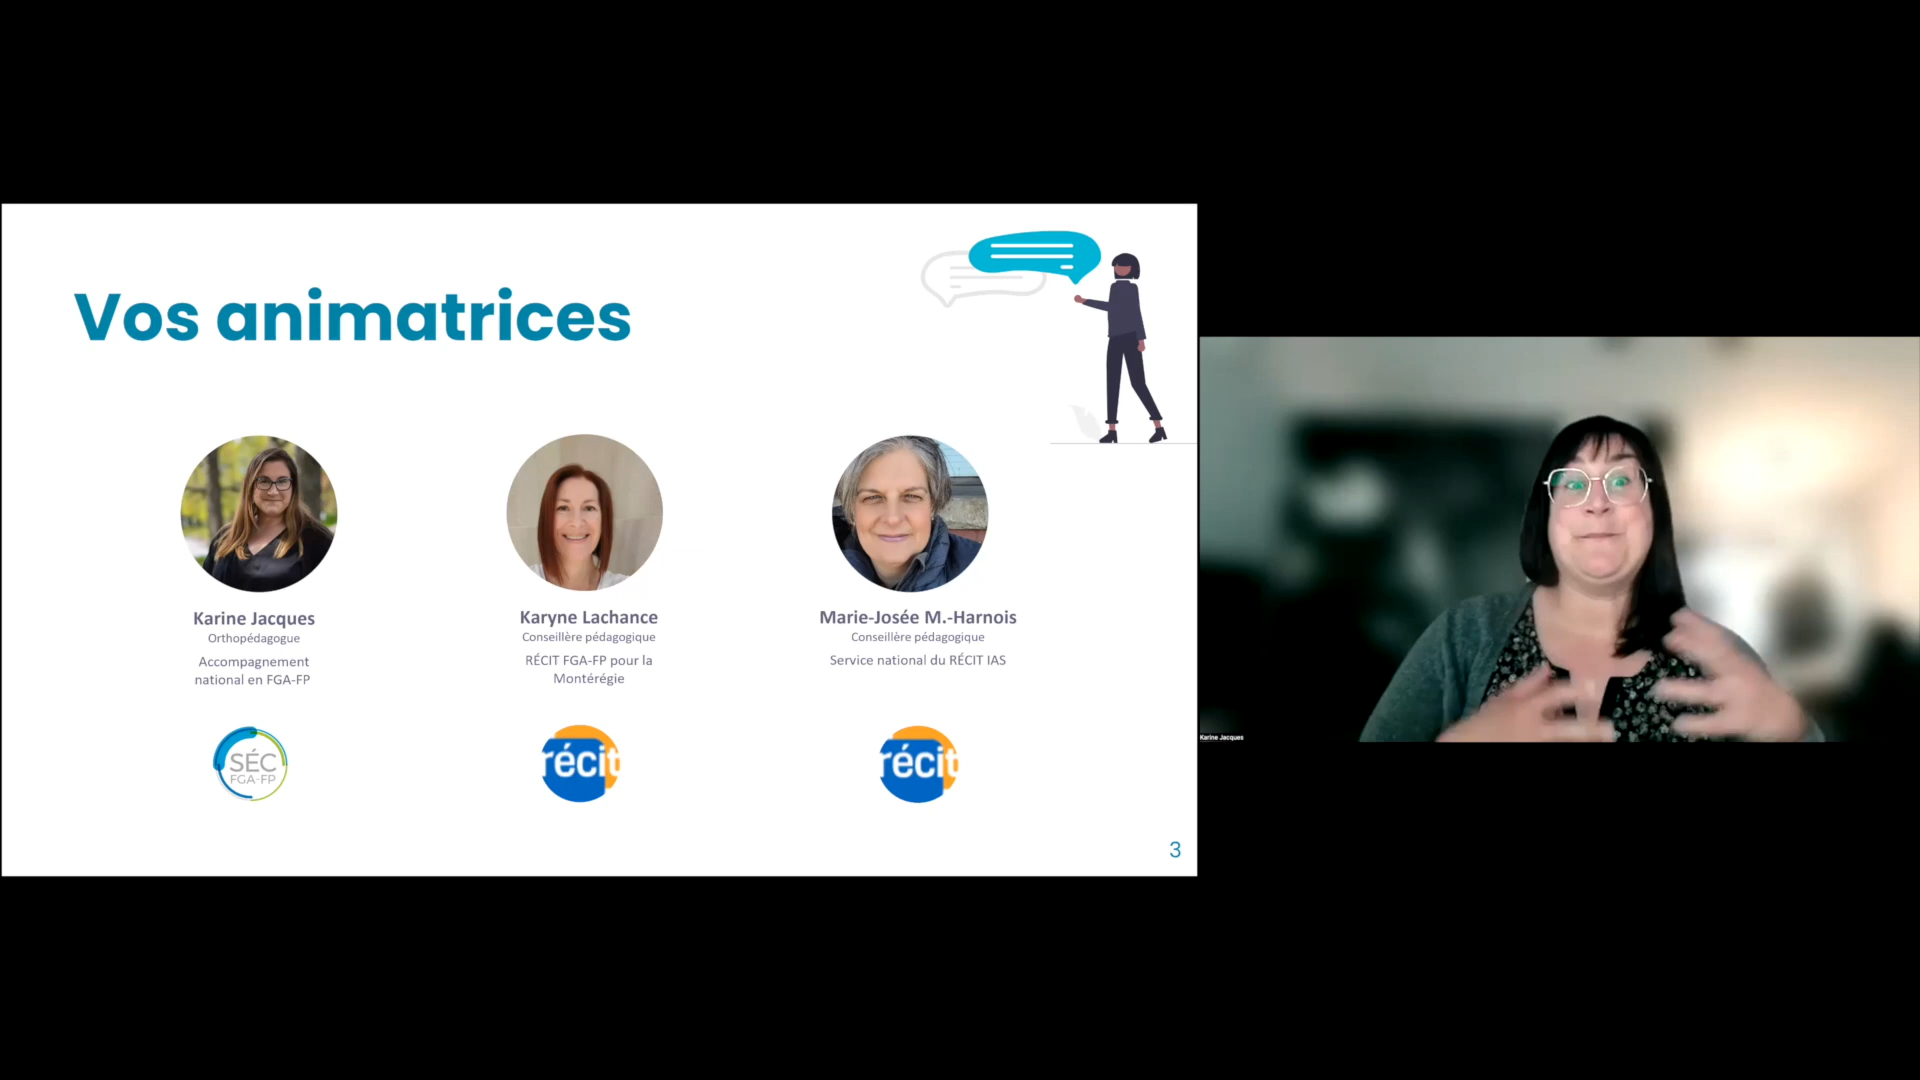 Vos animatrices
Karine Jacques
Orthopédagogue
Accompagnement
national en FGA-FP
SÉC
FGA-FP
Karyne Lachance
Conseillère pédagogique
RÉCIT FGA-FP pour la
Montérégie
récit
Marie-Josée M.-Harnois
Conseillère pédagogique
Service national du RÉCIT IAS
récit
3
Karine Jacques